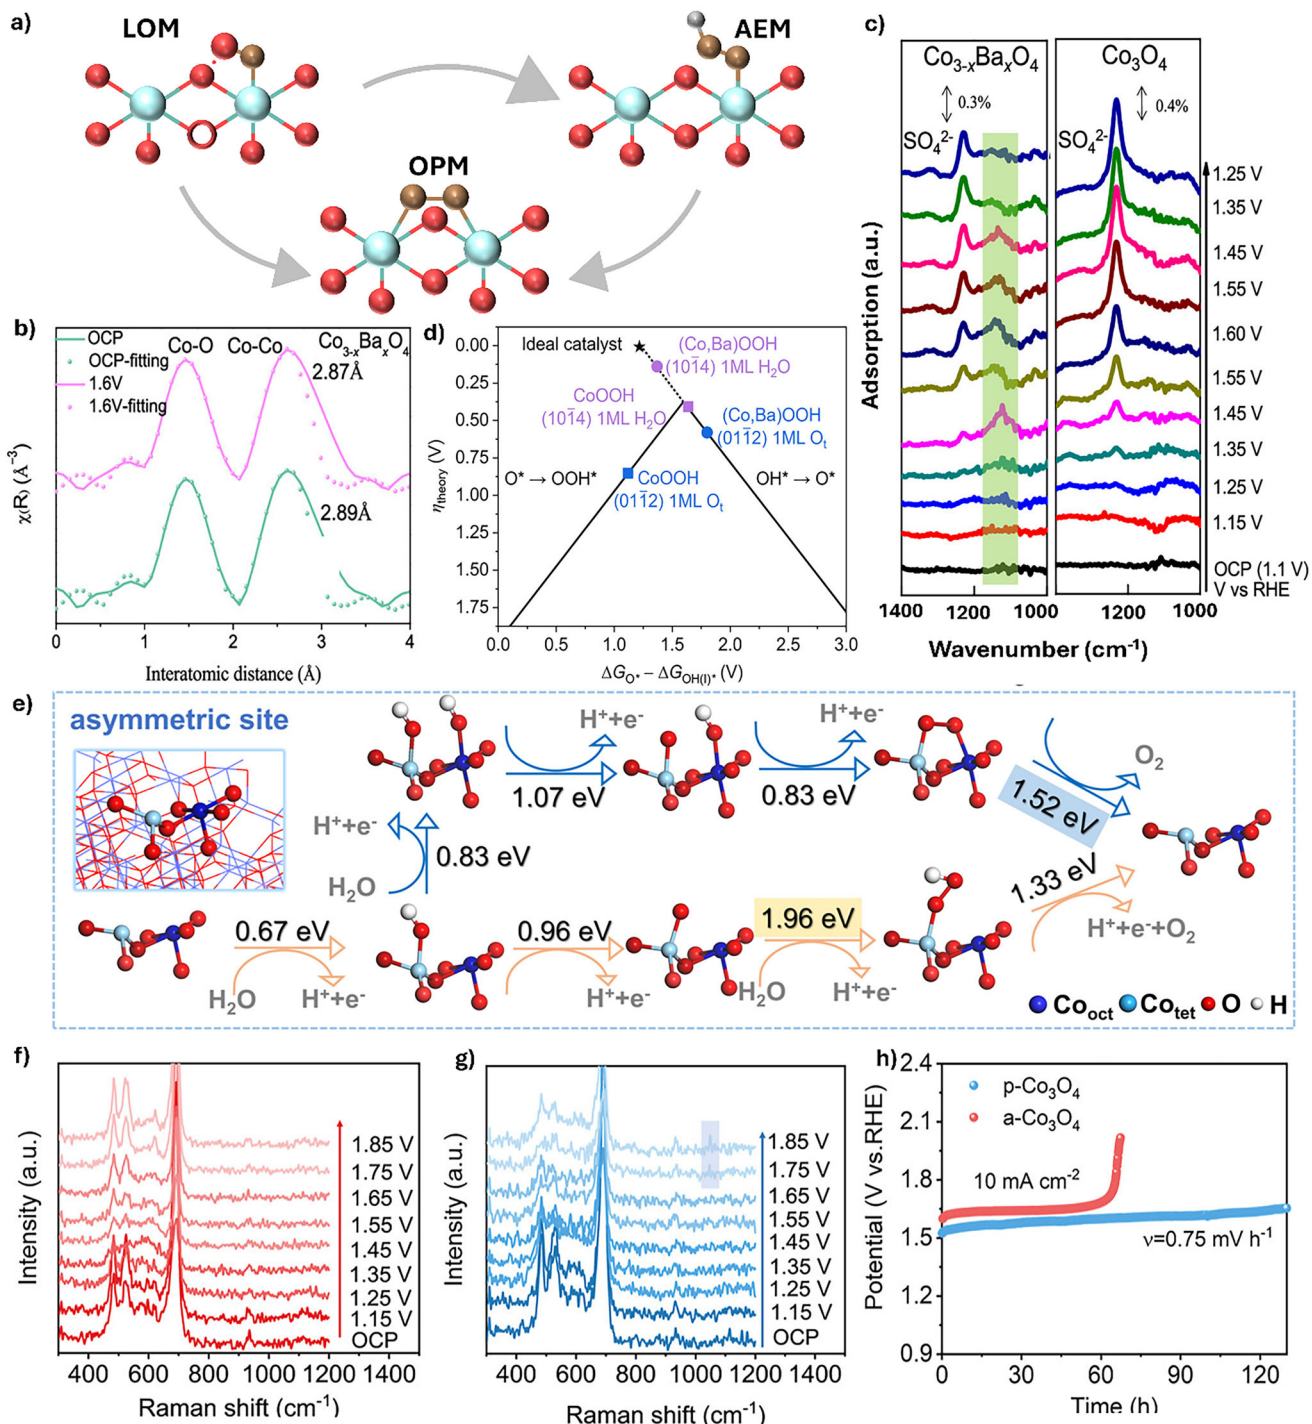 a)
LOM
AEM
OPM
b)
OCP
OCP-fitting
1.6V
1.6V-fitting
Co-O
Co-Co
Co₃₋ₓBaₓO₄
2.87Å
2.89Å
χ(R) (Å⁻³)
0 1 2 3 4
Interatomic distance (Å)
d)
0.00
0.25
0.50
0.75
1.00
1.25
1.50
1.75
ηtheory (V)
Ideal catalyst
(Co,Ba)OOH
(101̄4) 1ML H₂O
CoOOH
(101̄4) 1ML H₂O
(Co,Ba)OOH
(011̄2) 1ML Oₜ
O* → OOH*
OH* → O*
CoOOH
(011̄2) 1ML Oₜ
0.0 0.5 1.0 1.5 2.0 2.5 3.0
ΔG_O* − ΔG_OH(l)* (V)
c)
Co₃₋ₓBaₓO₄
Co₃O₄
0.3%
0.4%
SO₄²⁻
SO₄²⁻
1.25 V
1.35 V
1.45 V
1.55 V
1.60 V
1.55 V
1.45 V
1.35 V
1.25 V
1.15 V
OCP (1.1 V)
V vs RHE
Adsorption (a.u.)
1400 1200 1000
1200 1000
Wavenumber (cm⁻¹)
e)
asymmetric site
H⁺+e⁻
H⁺+e⁻
O₂
1.07 eV
0.83 eV
1.52 eV
H⁺+e⁻
0.83 eV
H₂O
1.33 eV
0.67 eV
0.96 eV
1.96 eV
H⁺+e⁻+O₂
H₂O
H⁺+e⁻
H⁺+e⁻
H₂O
H⁺+e⁻
Co_oct Co_tet O H
f)
Intensity (a.u.)
1.85 V
1.75 V
1.65 V
1.55 V
1.45 V
1.35 V
1.25 V
1.15 V
OCP
400 600 800 1000 1200 1400
Raman shift (cm⁻¹)
g)
Intensity (a.u.)
1.85 V
1.75 V
1.65 V
1.55 V
1.45 V
1.35 V
1.25 V
1.15 V
OCP
400 600 800 1000 1200 1400
Raman shift (cm⁻¹)
h)
2.4
2.1
1.8
1.5
1.2
0.9
Potential (V vs.RHE)
p-Co₃O₄
a-Co₃O₄
10 mA cm⁻²
ν=0.75 mV h⁻¹
0 30 60 90 120
Time (h)